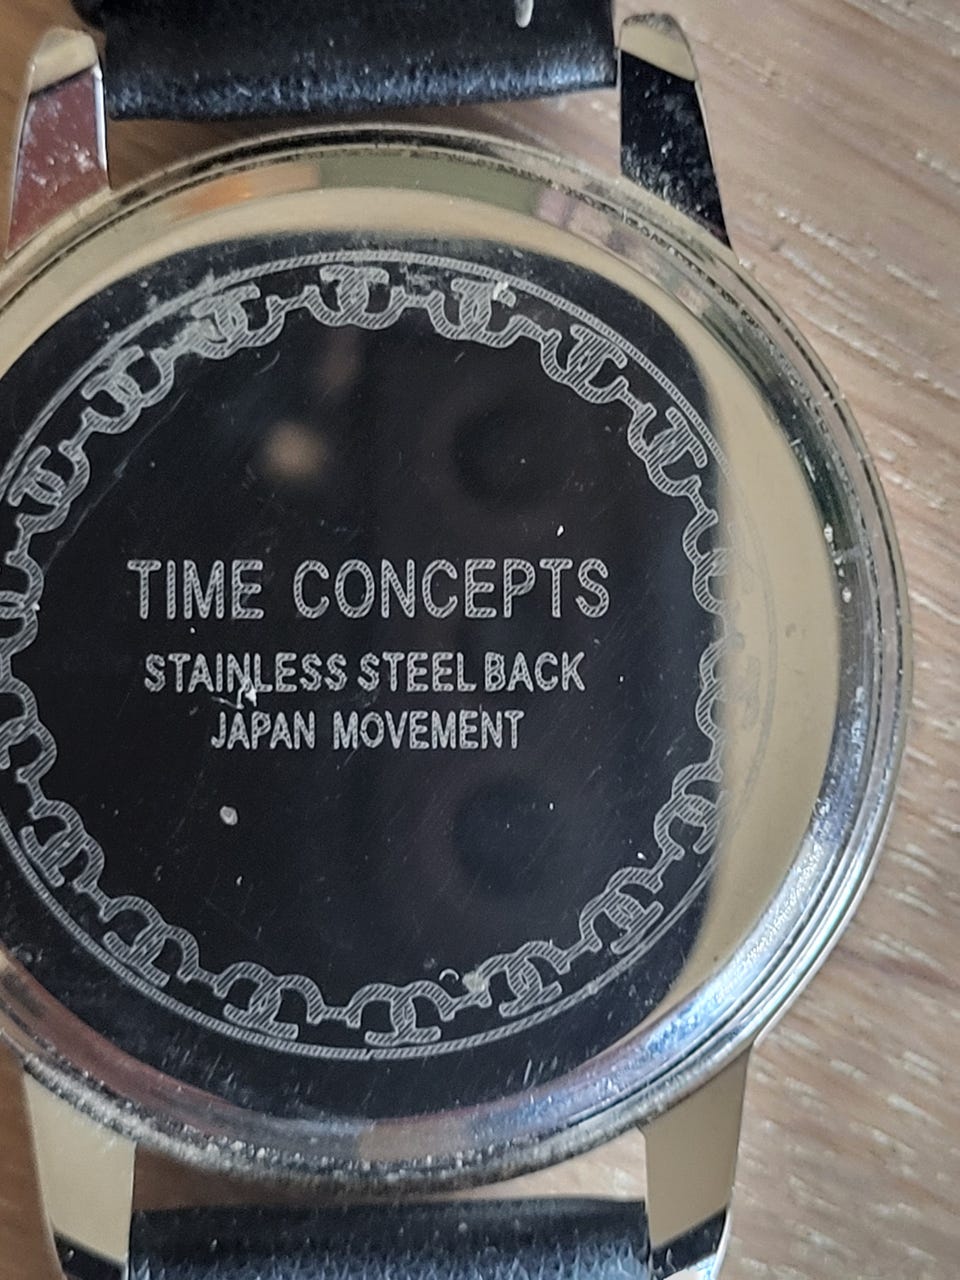 TIME CONCEPTS
STAINLESS STEEL BACK
JAPAN MOVEMENT